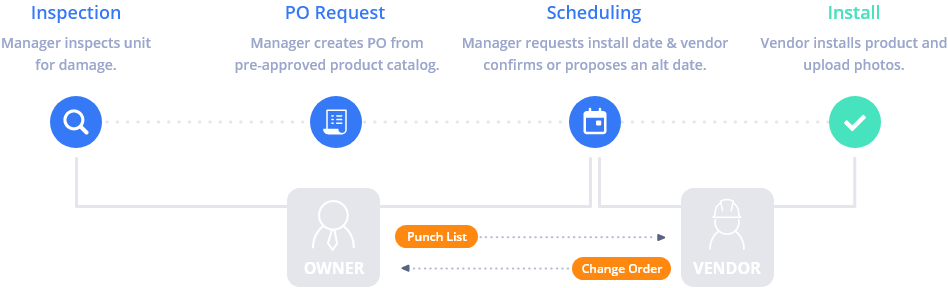 Inspection
Manager inspects unit
for damage.
PO Request
Manager creates PO from
pre-approved product catalog.
Scheduling
Manager requests install date & vendor
confirms or proposes an alt date.
Install
Vendor installs product and
upload photos.
OWNER
Punch List
Change Order
VENDOR